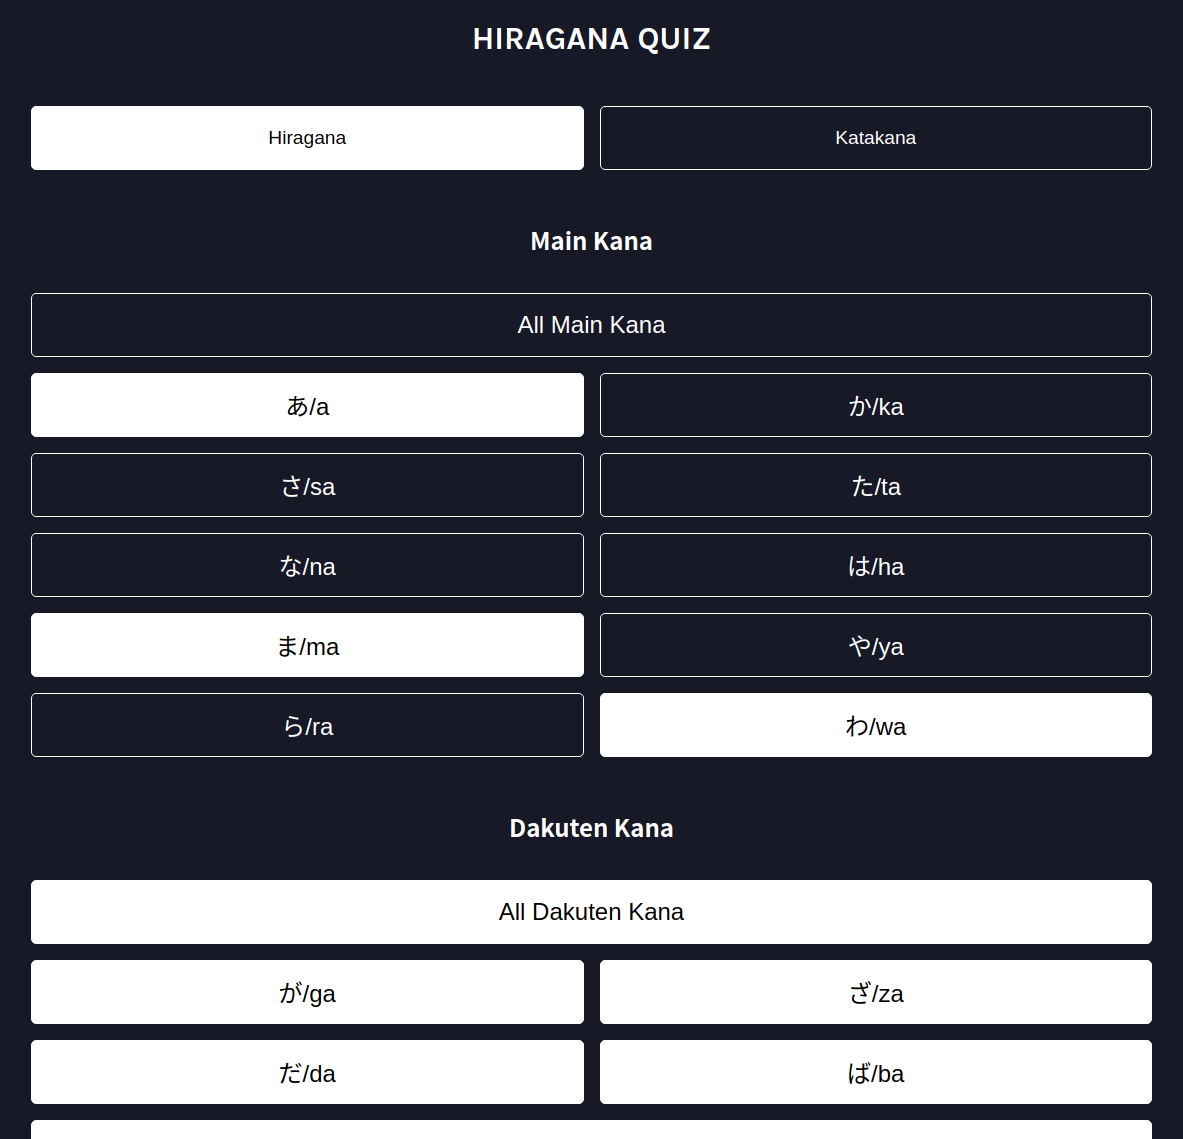 HIRAGANA QUIZ
Hiragana
Katakana
Main Kana
All Main Kana
あ/a
か/ka
さ/sa
た/ta
な/na
は/ha
ま/ma
や/ya
ら/ra
わ/wa
Dakuten Kana
All Dakuten Kana
が/ga
ざ/za
だ/da
ば/ba